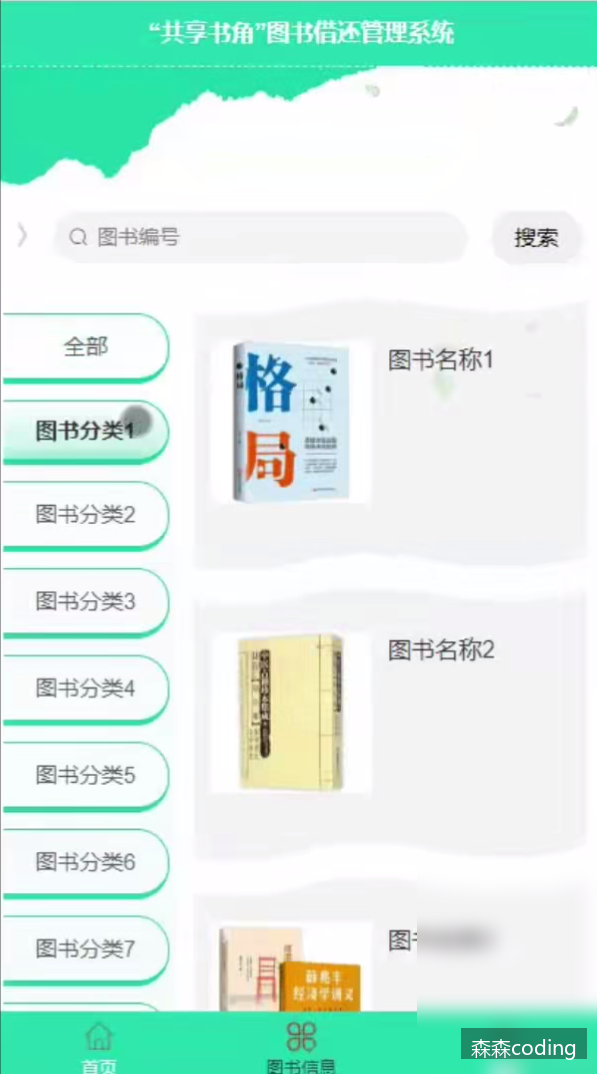 “共享书角”图书借还管理系统
图书编号
搜索
全部
图书分类1
图书分类2
图书分类3
图书分类4
图书分类5
图书分类6
图书分类7
图书名称1
格局
图书名称2
图书
薛兆丰
经济学讲义
首页
图书信息
森森coding